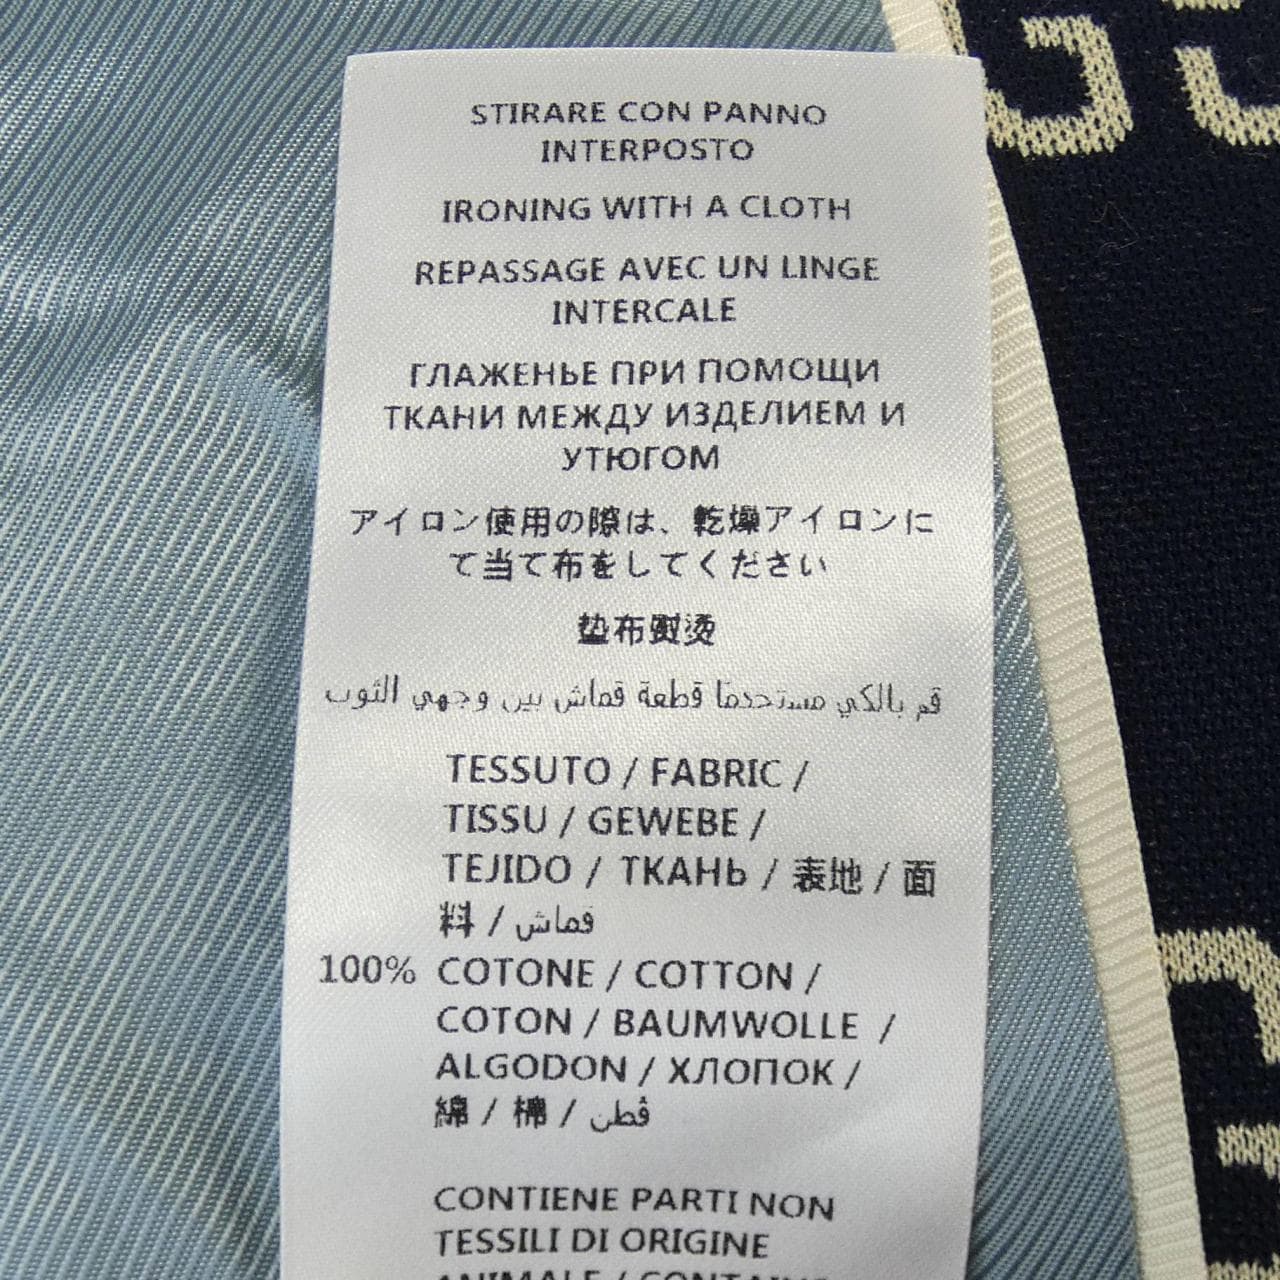 STIRARE CON PANNO
INTERPOSTO
IRONING WITH A CLOTH
REPASSAGE AVEC UN LINGE
INTERCALE
ГЛАЖЕНЬЕ ПРИ ПОМОЩИ
ТКАНИ МЕЖДУ ИЗДЕЛИЕМ И
УТЮГОМ
アイロン使用の際は、乾燥アイロンに
て当て布をしてください
垫布熨烫
قم بالكي مستخدمًا قطعة قماش بين وجهي الثوب
TESSUTO / FABRIC /
TISSU / GEWEBE /
TEJIDO / ТКАНЬ / 表地 / 面
料 / قماش
100% COTONE / COTTON /
COTON / BAUMWOLLE /
ALGODON / ХЛОПОК /
綿 / 棉 / قطن
CONTIENE PARTI NON
TESSILI DI ORIGINE